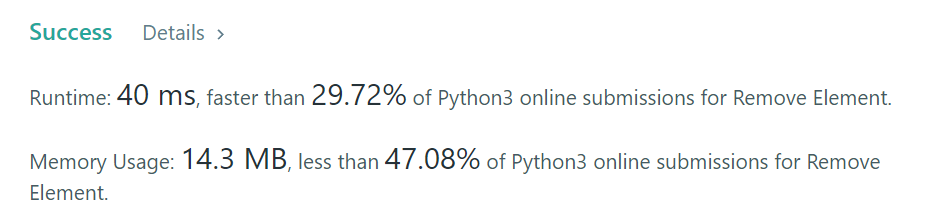 Success Details >
Runtime: 40 ms, faster than 29.72% of Python3 online submissions for Remove Element.
Memory Usage: 14.3 MB, less than 47.08% of Python3 online submissions for Remove
Element.